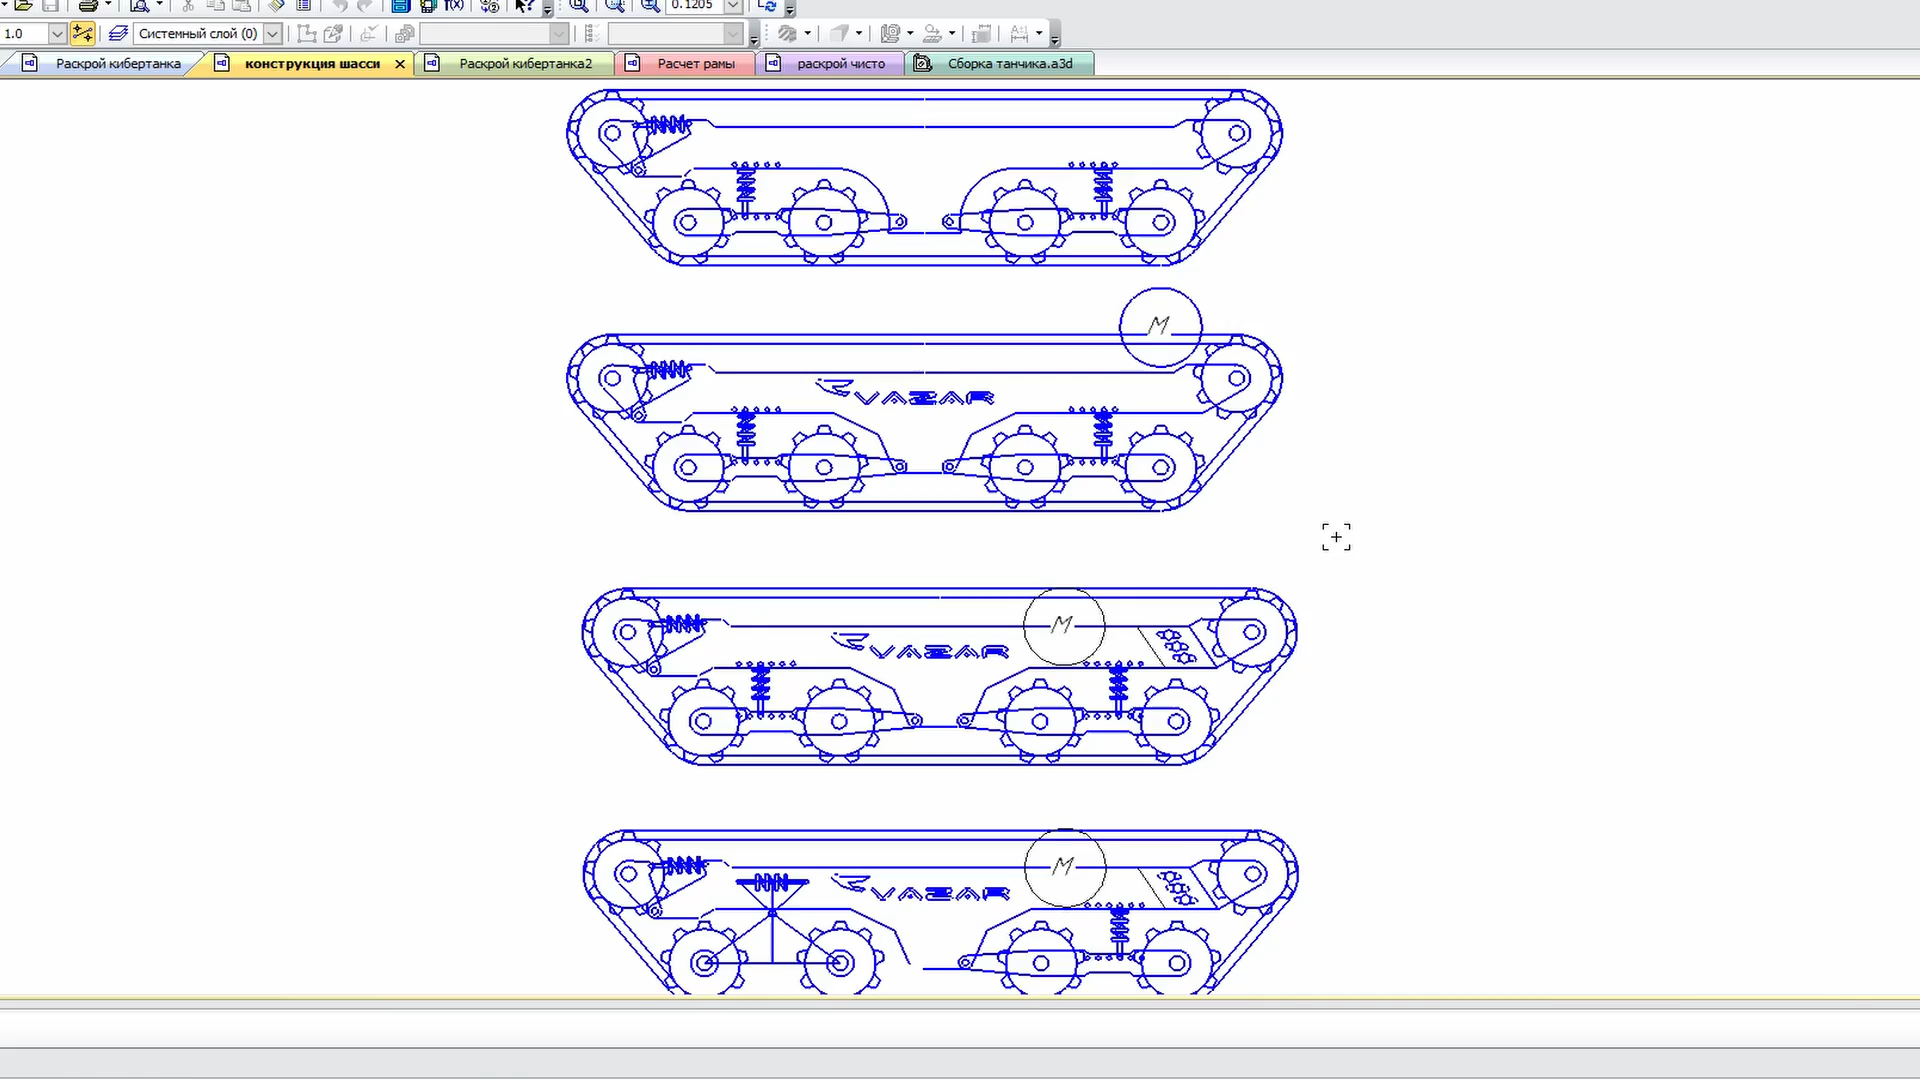 0.1205
1.0
Системный слой (0)
Раскрой кибертанка
конструкция шасси
Раскрой кибертанка2
Расчет рамы
раскрой чисто
Сборка танчика.a3d
M
VAZAR
M
VAZAR
M
VAZAR